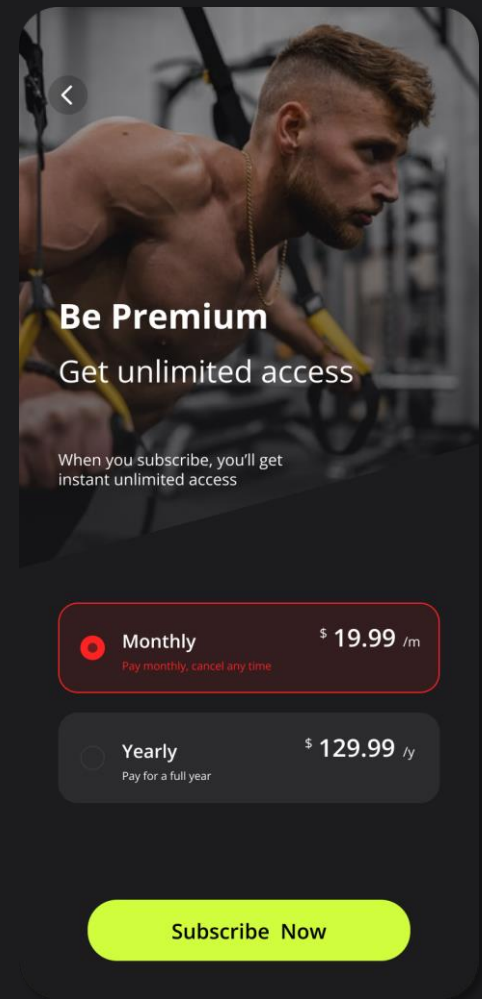 Be Premium
Get unlimited access
When you subscribe, you'll get
instant unlimited access
Monthly
$ 19.99 /m
Pay monthly, cancel any time
Yearly
$ 129.99 /y
Pay for a full year
Subscribe Now